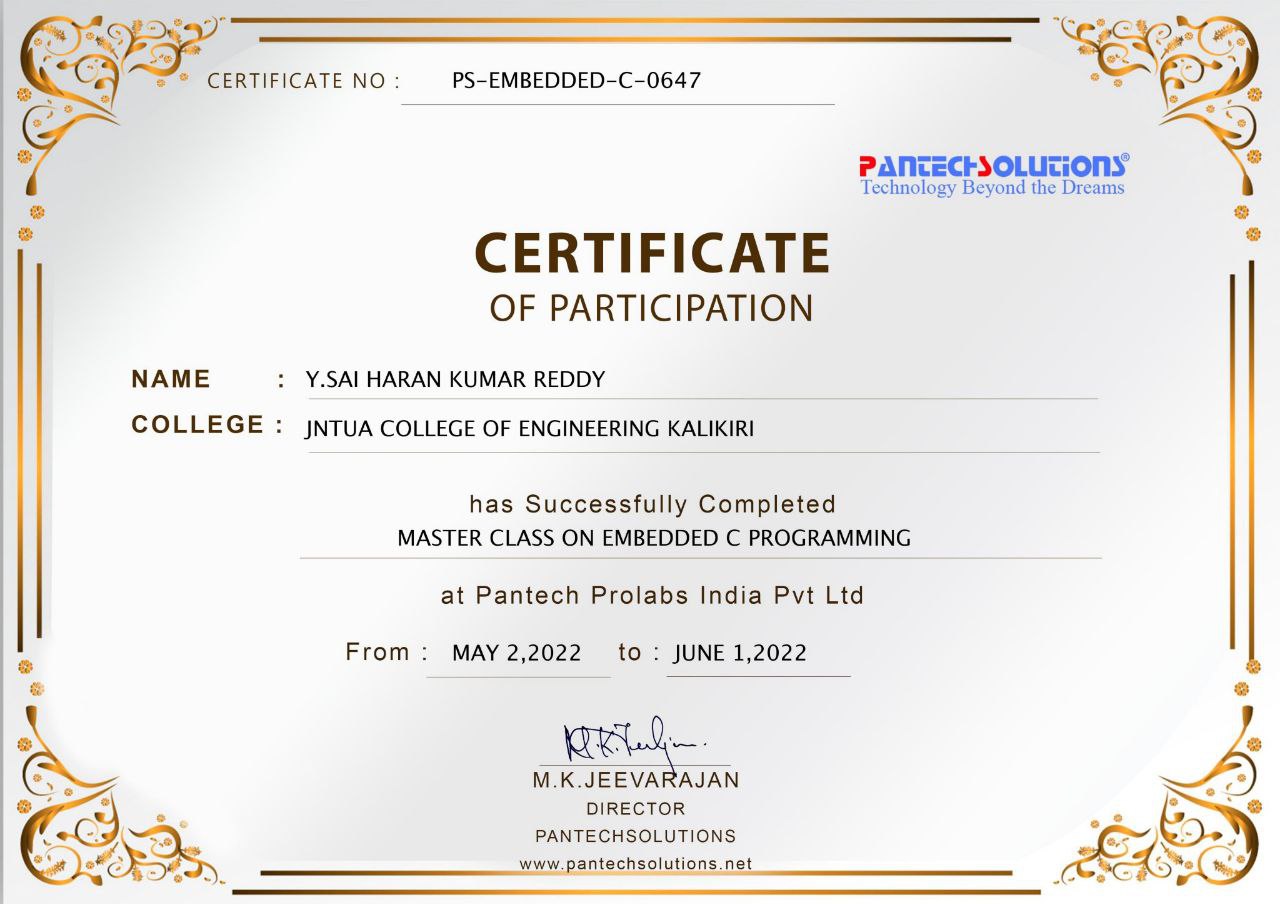 CERTIFICATE NO : PS-EMBEDDED-C-0647
PANTECHSOLUTIONS®
Technology Beyond the Dreams
CERTIFICATE
OF PARTICIPATION
NAME : Y.SAI HARAN KUMAR REDDY
COLLEGE : JNTUA COLLEGE OF ENGINEERING KALIKIRI
has Successfully Completed
MASTER CLASS ON EMBEDDED C PROGRAMMING
at Pantech Prolabs India Pvt Ltd
From : MAY 2,2022 to : JUNE 1,2022
M.K.JEEVARAJAN
DIRECTOR
PANTECHSOLUTIONS
www.pantechsolutions.net